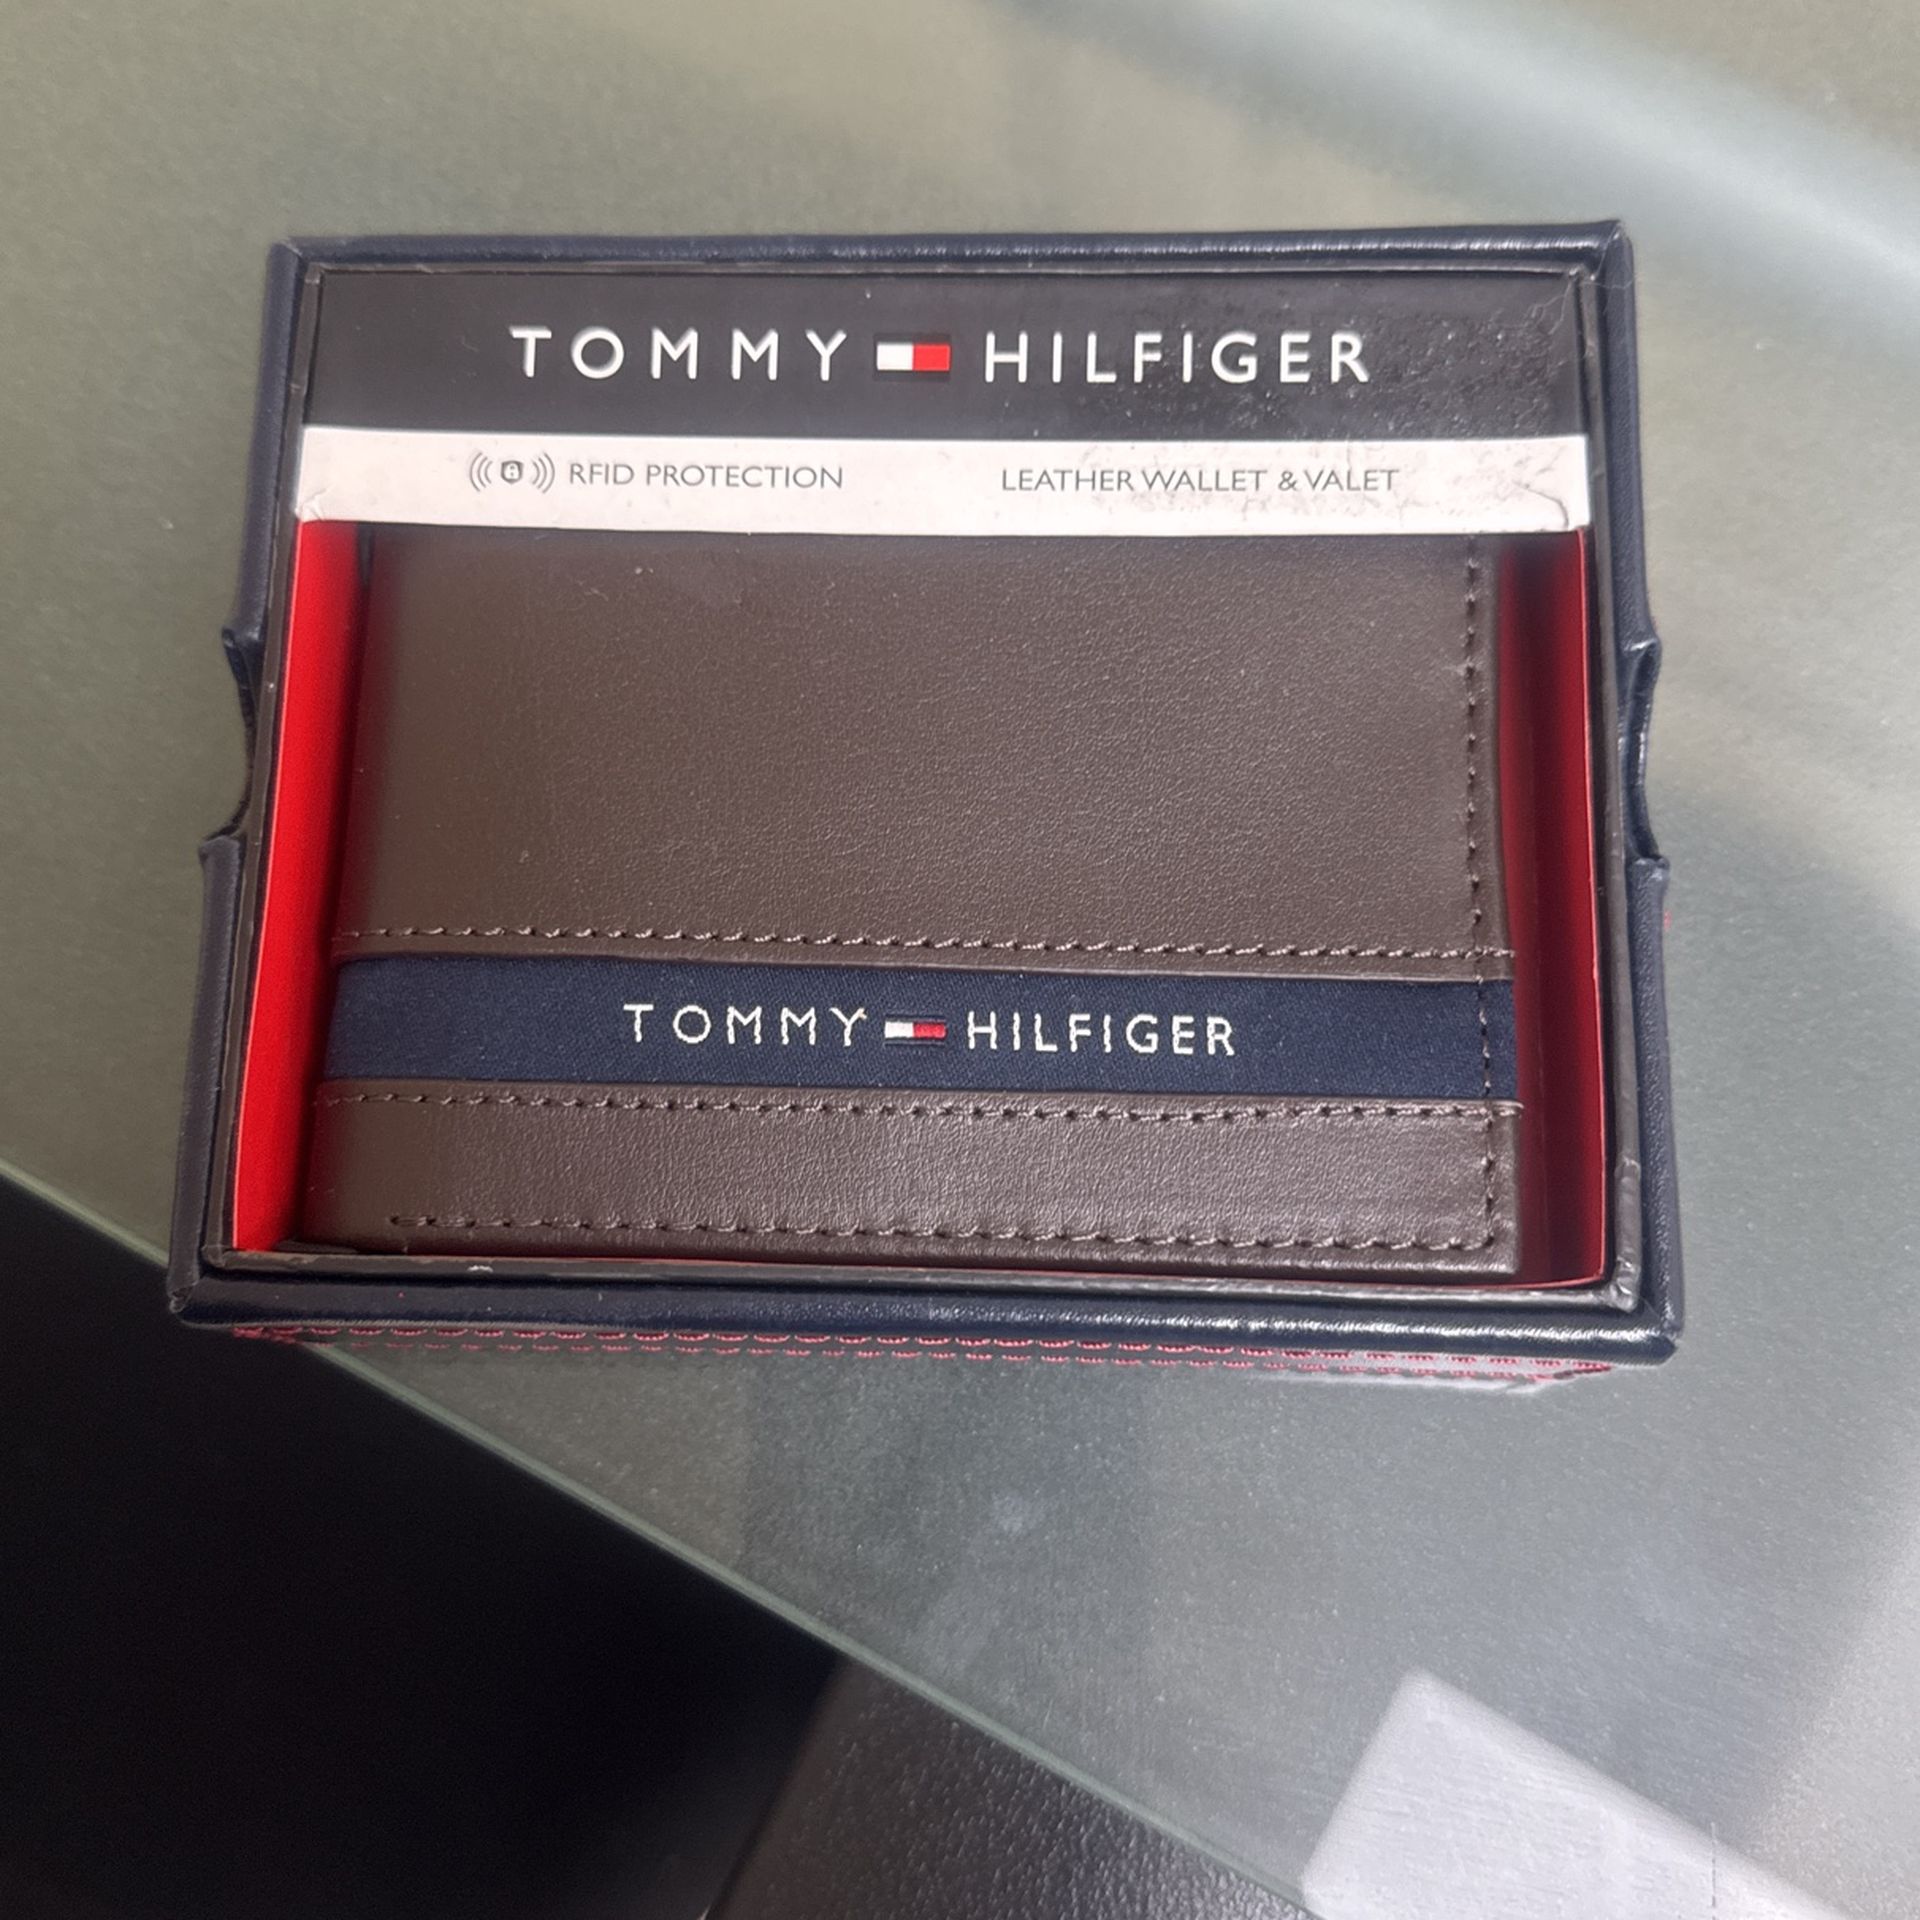 TOMMY HILFIGER
RFID PROTECTION LEATHER WALLET & VALET
TOMMY HILFIGER